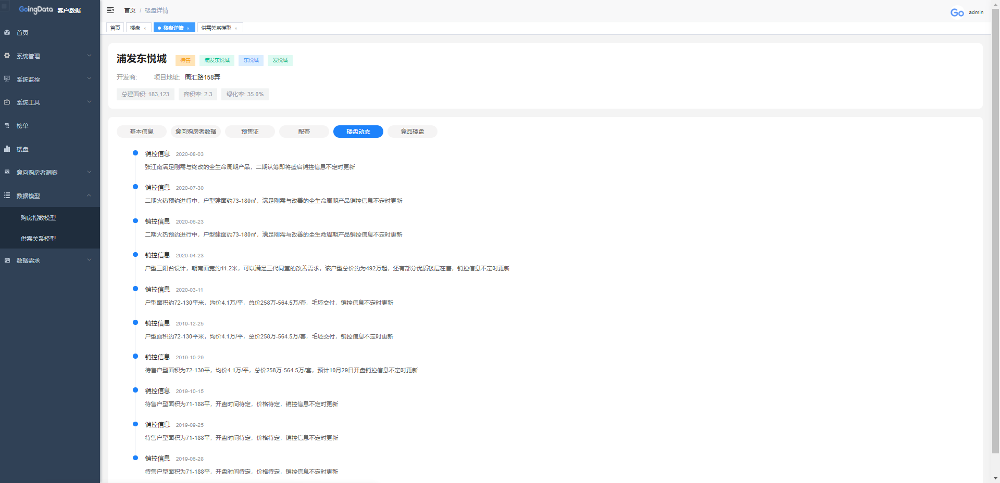 GoingData 客户数据
首页
系统管理
系统监控
系统工具
榜单
楼盘
意向购房者洞察
数据模型
购房指数模型
供需关系模型
数据需求
首页 / 楼盘详情
Go admin
首页 楼盘 × 楼盘详情 × 供需关系模型 ×
浦发东悦城 待售 浦发东悦城 东悦城 发悦城
开发商: 项目地址: 周汇路158弄
总建面积: 183,123 容积率: 2.3 绿化率: 35.0%
基本信息 意向购房者数据 预售证 配套 楼盘动态 竞品楼盘
销控信息 2020-08-03
张江南满足刚需与终改的全生命周期产品，二期认筹即将盛启销控信息不定时更新
销控信息 2020-07-30
二期火热预约进行中，户型建面约73-180㎡，满足刚需与改善的全生命周期产品销控信息不定时更新
销控信息 2020-06-23
二期火热预约进行中，户型建面约73-180㎡，满足刚需与改善的全生命周期产品销控信息不定时更新
销控信息 2020-04-23
户型三阳台设计，朝南面宽约11.2米，可以满足三代同堂的改善需求，该户型总价约为492万起，还有部分优质楼层在售，销控信息不定时更新
销控信息 2020-03-11
户型面积约72-130平米，均价4.1万/平，总价258万-564.5万/套，毛坯交付，销控信息不定时更新
销控信息 2019-12-25
户型面积约72-130平米，均价4.1万/平，总价258万-564.5万/套，毛坯交付，销控信息不定时更新
销控信息 2019-10-29
待售户型面积为72-130平，均价4.1万/平，总价258万-564.5万/套，预计10月29日开盘销控信息不定时更新
销控信息 2019-10-15
待售户型面积为71-188平，开盘时间待定，价格待定，销控信息不定时更新
销控信息 2019-09-25
待售户型面积为71-188平，开盘时间待定，价格待定，销控信息不定时更新
销控信息 2019-06-28
待售户型面积为71-188平，开盘时间待定，价格待定，销控信息不定时更新